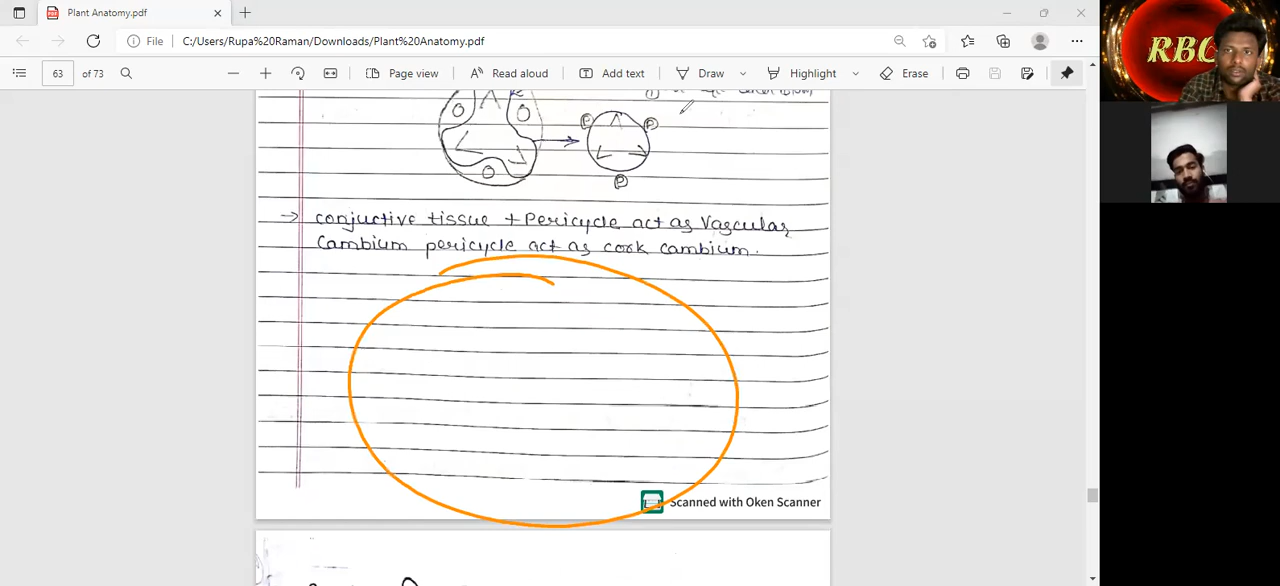 Plant Anatomy.pdf
File C:/Users/Rupa%20Raman/Downloads/Plant%20Anatomy.pdf
63 of 73 Page view Read aloud Add text Draw Highlight Erase
RBC
O O
P P
O
P
→ conjuctive tissue + Pericycle act as Vascular
Cambium pericycle act as cook cambium.
Scanned with Oken Scanner